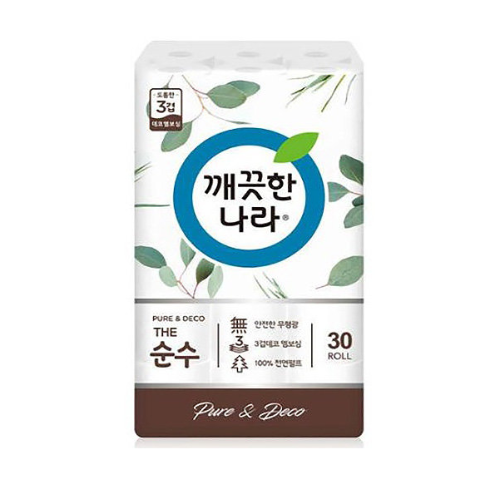 도톰한
3겹
데코엠보싱
깨끗한
나라®
PURE & DECO
THE
순수
無 안전한 무형광
3 3겹데코 엠보싱
100% 천연펄프
30
ROLL
Pure & Deco